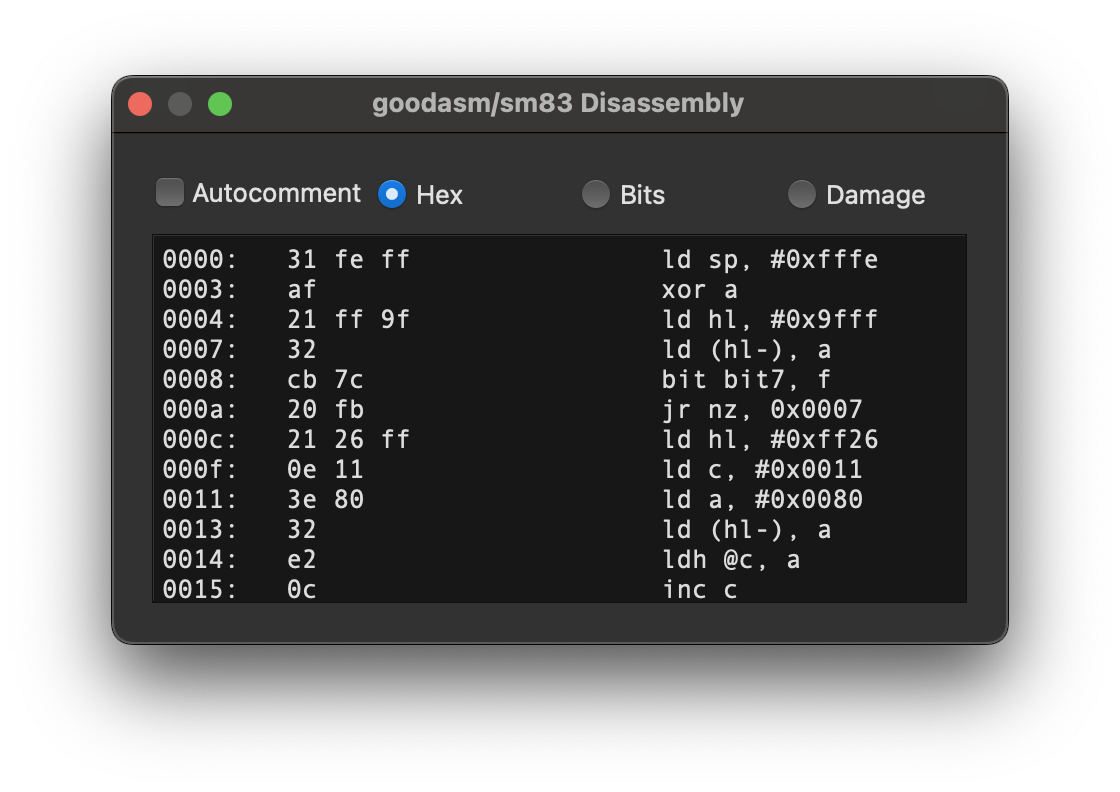 goodasm/sm83 Disassembly
Autocomment Hex Bits Damage
0000: 31 fe ff ld sp, #0xfffe
0003: af xor a
0004: 21 ff 9f ld hl, #0x9fff
0007: 32 ld (hl-), a
0008: cb 7c bit bit7, f
000a: 20 fb jr nz, 0x0007
000c: 21 26 ff ld hl, #0xff26
000f: 0e 11 ld c, #0x0011
0011: 3e 80 ld a, #0x0080
0013: 32 ld (hl-), a
0014: e2 ldh @c, a
0015: 0c inc c